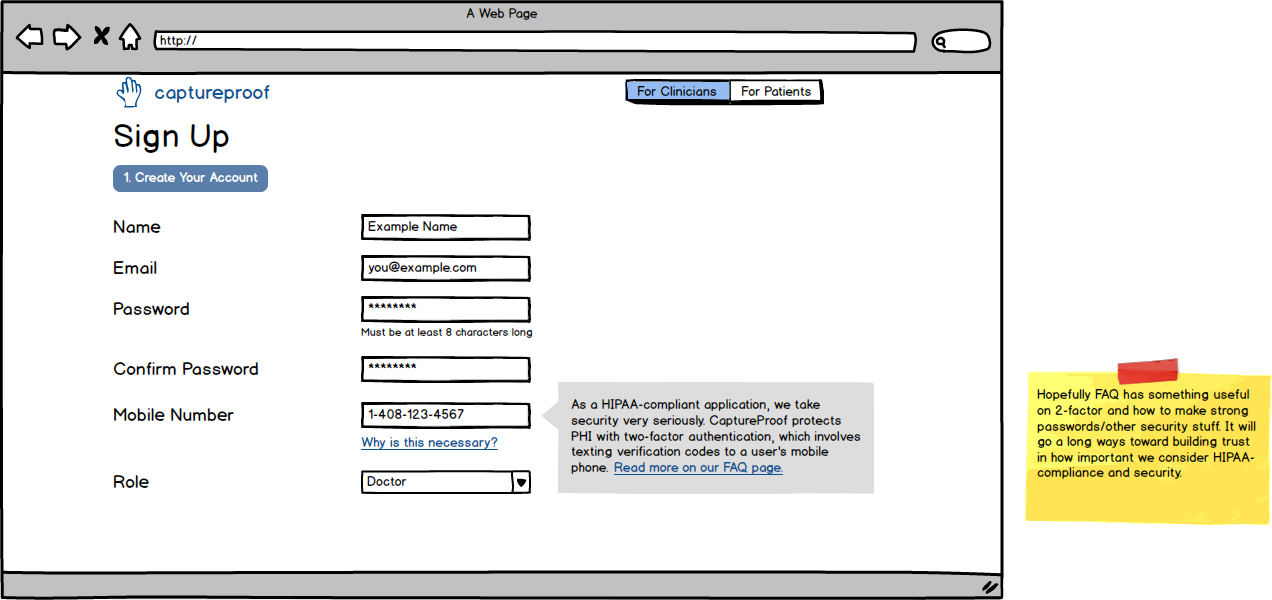 A Web Page
http://
captureproof
For Clinicians
For Patients
Sign Up
1. Create Your Account
Name
Example Name
Email
you@example.com
Password
********
Must be at least 8 characters long
Confirm Password
********
Mobile Number
1-408-123-4567
Why is this necessary?
As a HIPAA-compliant application, we take
security very seriously. CaptureProof protects
PHI with two-factor authentication, which involves
texting verification codes to a user's mobile
phone. Read more on our FAQ page.
Role
Doctor
Hopefully FAQ has something useful
on 2-factor and how to make strong
passwords/other security stuff. It will
go a long ways toward building trust
in how important we consider HIPAA-
compliance and security.